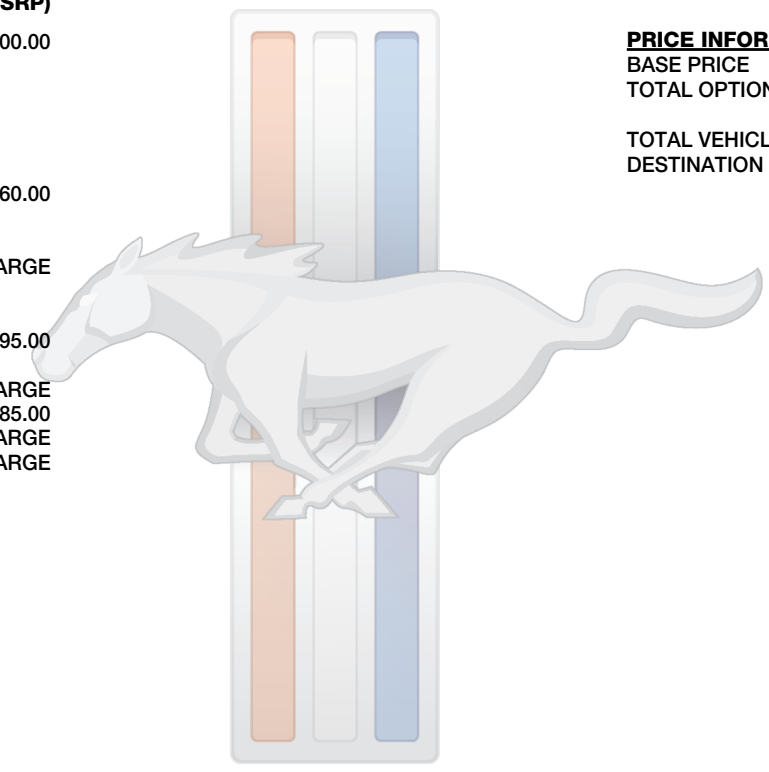 SRP)
00.00
60.00
ARGE
95.00
ARGE
85.00
ARGE
ARGE
PRICE INFOR
BASE PRICE
TOTAL OPTION
TOTAL VEHICL
DESTINATION